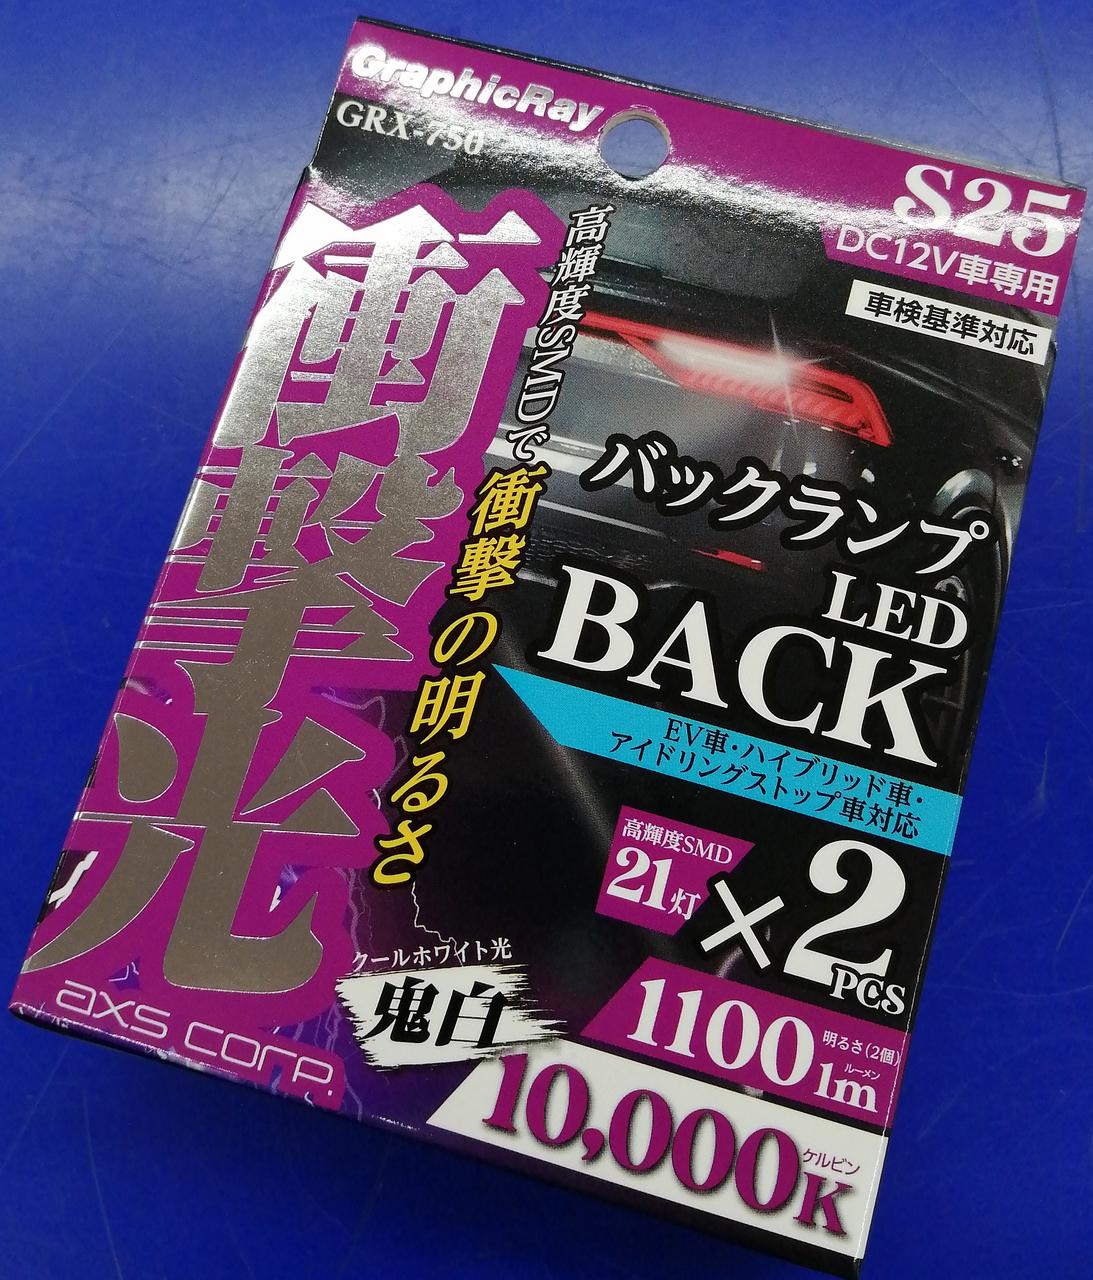 GraphicRay
GRX-750
S25
DC12V車専用
車検基準対応
衝撃光
高輝度SMDで衝撃の明るさ
バックランプ
LED
BACK
EV車・ハイブリッド車・
アイドリングストップ車対応
高輝度SMD
21灯
×2
PCS
クールホワイト光
鬼白
1100
明るさ(2個)
ルーメン
lm
10,000
ケルビン
K
axs corp.